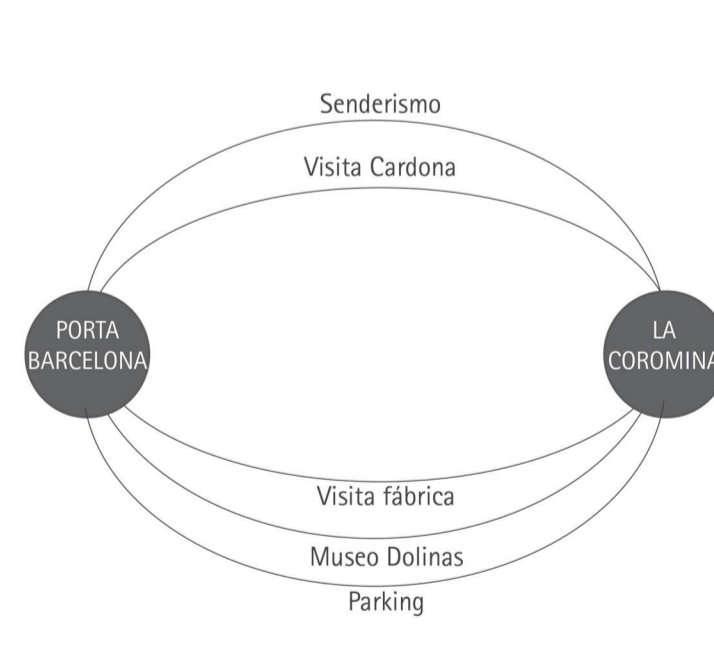 Senderismo
Visita Cardona
PORTA
BARCELONA
LA
COROMINA
Visita fábrica
Museo Dolinas
Parking